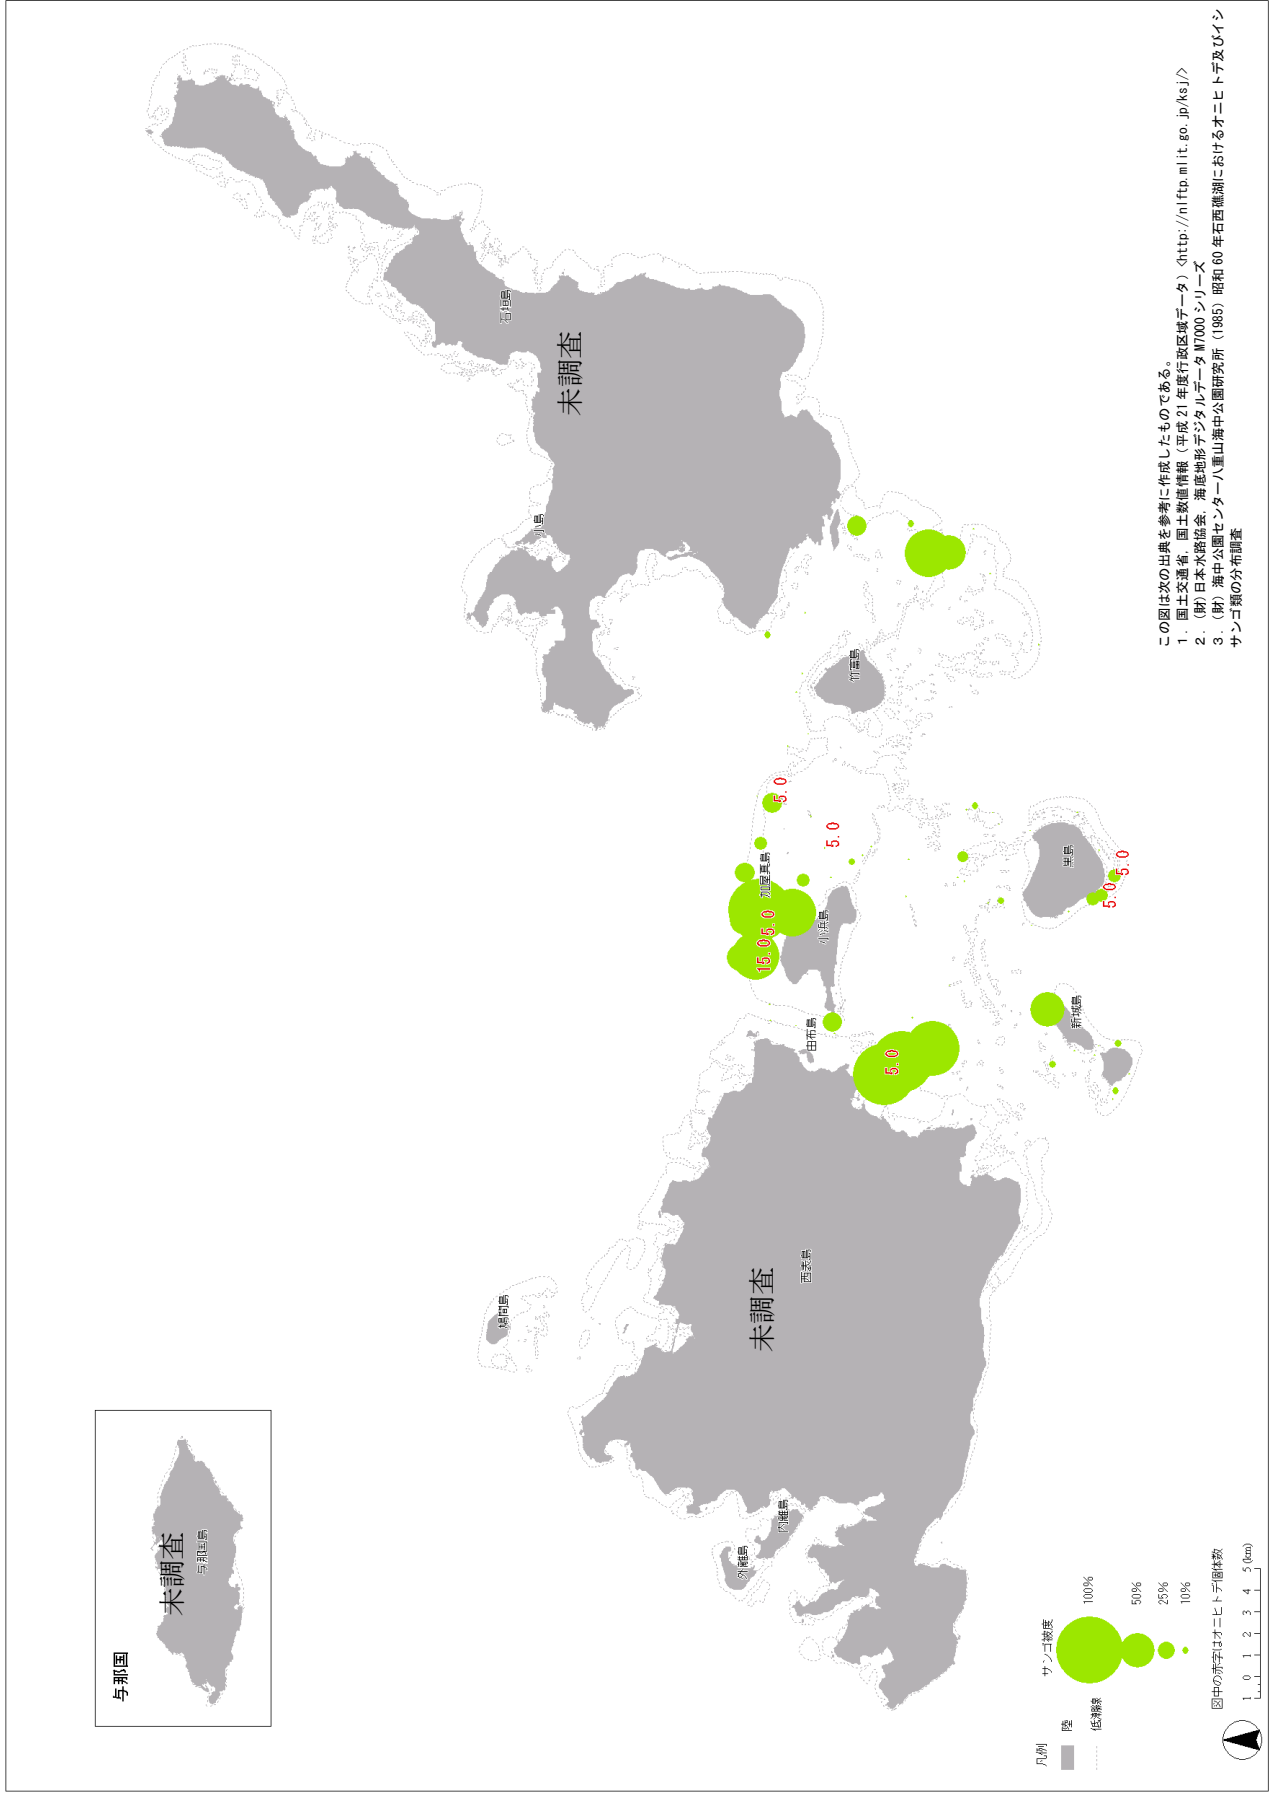 与那国
未調査
与那国島
鳩間島
外離島
内離島
未調査
西表島
由布島
小浜島
加屋真島
15.0
5.0
5.0
5.0
5.0
新城島
黒島
5.0
5.0
竹富島
小島
未調査
石垣島
凡例
陸
低潮線
サンゴ被度
100%
50%
25%
10%
図中の赤字はオニヒトデ個体数
1 0 1 2 3 4 5 (km)
この図は次の出典を参考に作成したものである。
1. 国土交通省, 国土数値情報（平成 21 年度行政区域データ）<http://nlftp.mlit.go.jp/ksj/>
2. (財)日本水路協会, 海底地形デジタルデータ M7000 シリーズ
3. (財) 海中公園センター八重山海中公園研究所 (1985) 昭和 60 年石西礁湖におけるオニヒトデ及びイシ
サンゴ類の分布調査